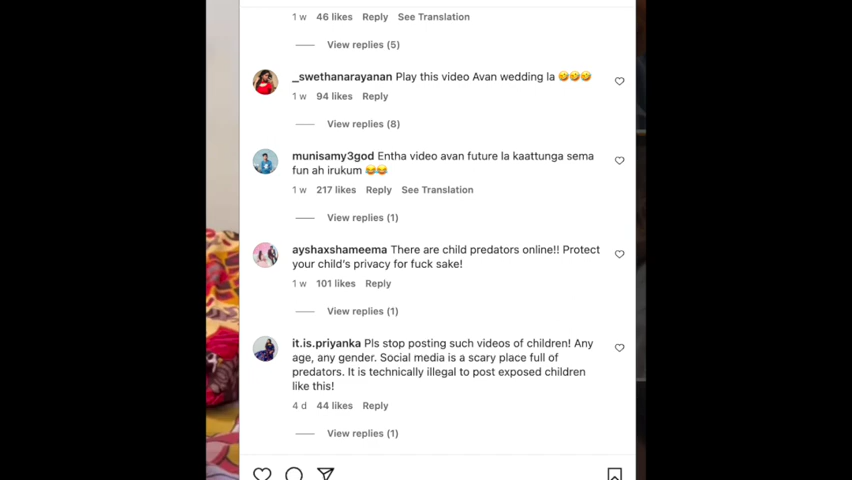 1 w 46 likes Reply See Translation
View replies (5)
_swethanarayanan Play this video Avan wedding la 🤣🤣🤣
1 w 94 likes Reply
View replies (8)
munisamy3god Entha video avan future la kaattunga sema
fun ah irukum 😂😂
1 w 217 likes Reply See Translation
View replies (1)
ayshaxshameema There are child predators online!! Protect
your child's privacy for fuck sake!
1 w 101 likes Reply
View replies (1)
it.is.priyanka Pls stop posting such videos of children! Any
age, any gender. Social media is a scary place full of
predators. It is technically illegal to post exposed children
like this!
4 d 44 likes Reply
View replies (1)